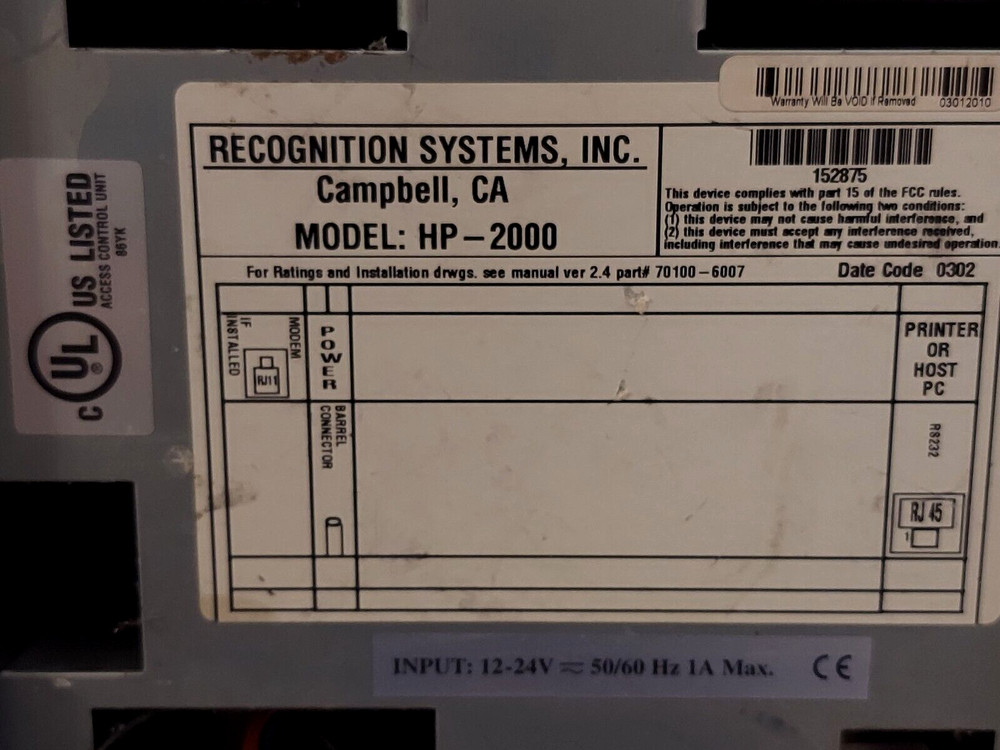 Warranty Will Be VOID If Removed 03012010
RECOGNITION SYSTEMS, INC.
Campbell, CA
MODEL: HP-2000
152875
This device complies with part 15 of the FCC rules.
Operation is subject to the following two conditions:
(1) this device may not cause harmful interference, and
(2) this device must accept any interference received,
including interference that may cause undesired operation
For Ratings and Installation drwgs. see manual ver 2.4 part# 70100-6007
Date Code 0302
C UL US LISTED
ACCESS CONTROL UNIT
86YK
IF
INSTALLED
MODEM
RJ11
POWER
BARREL
CONNECTOR
PRINTER
OR
HOST
PC
RS232
RJ 45
1
INPUT: 12-24V ⎓ 50/60 Hz 1A Max. CE